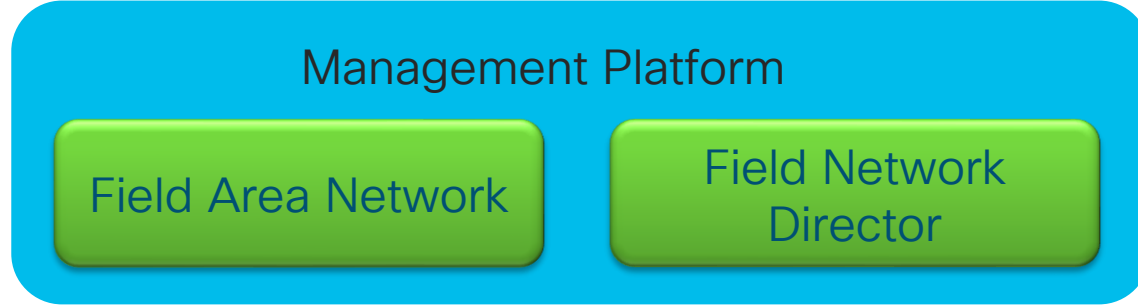 Management Platform
Field Area Network
Field Network
Director